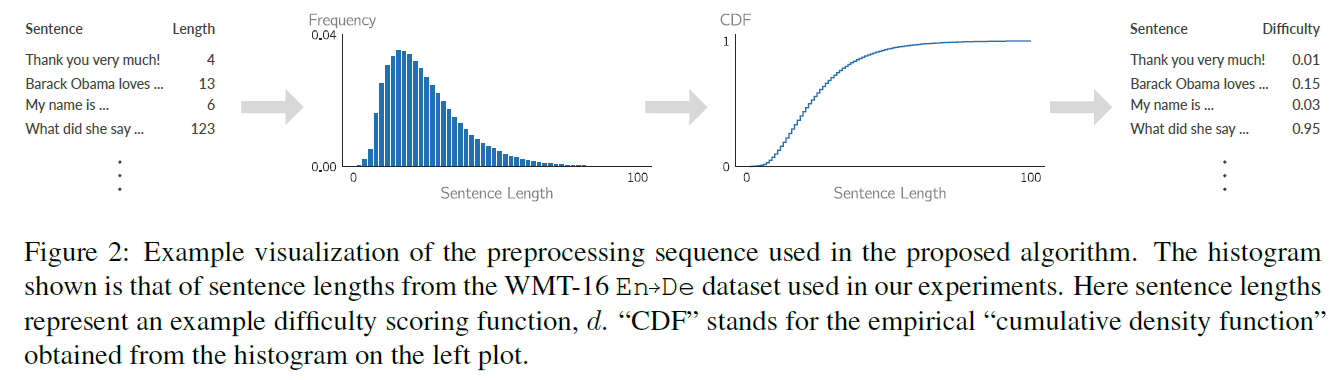 Sentence Length
Thank you very much! 4
Barack Obama loves ... 13
My name is ... 6
What did she say ... 123
Frequency
0.04
0.00
0 100
Sentence Length
CDF
1
0
0 100
Sentence Length
Sentence Difficulty
Thank you very much! 0.01
Barack Obama loves ... 0.15
My name is ... 0.03
What did she say ... 0.95
Figure 2: Example visualization of the preprocessing sequence used in the proposed algorithm. The histogram
shown is that of sentence lengths from the WMT-16 En→De dataset used in our experiments. Here sentence lengths
represent an example difficulty scoring function, d. “CDF” stands for the empirical “cumulative density function”
obtained from the histogram on the left plot.